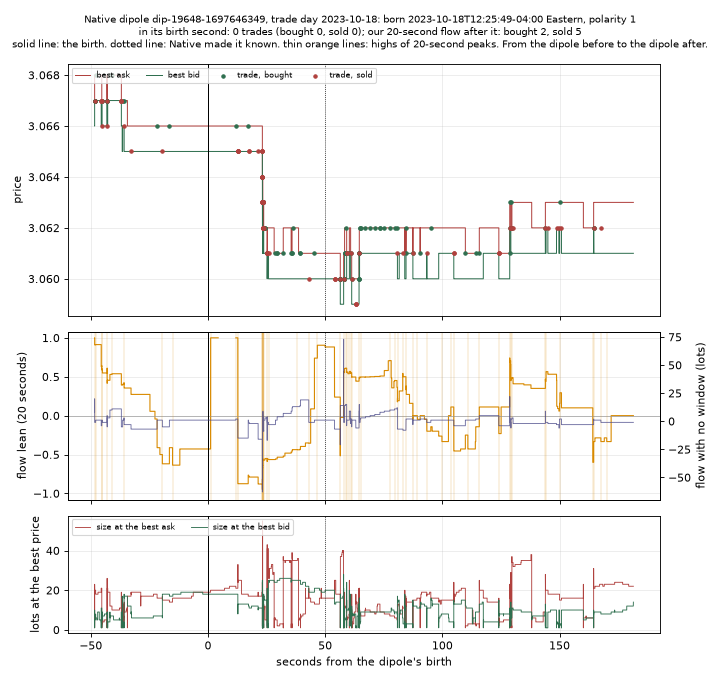 Native dipole dip-19648-1697646349, trade day 2023-10-18: born 2023-10-18T12:25:49-04:00 Eastern, polarity 1
in its birth second: 0 trades (bought 0, sold 0); our 20-second flow after it: bought 2, sold 5
solid line: the birth. dotted line: Native made it known. thin orange lines: highs of 20-second peaks. From the dipole before to the dipole after.
best ask best bid trade, bought trade, sold
3.068
3.066
3.064
3.062
3.060
price
1.0
0.5
0.0
−0.5
−1.0
flow lean (20 seconds)
75
50
25
0
−25
−50
flow with no window (lots)
size at the best ask size at the best bid
40
20
0
lots at the best price
−50 0 50 100 150
seconds from the dipole's birth